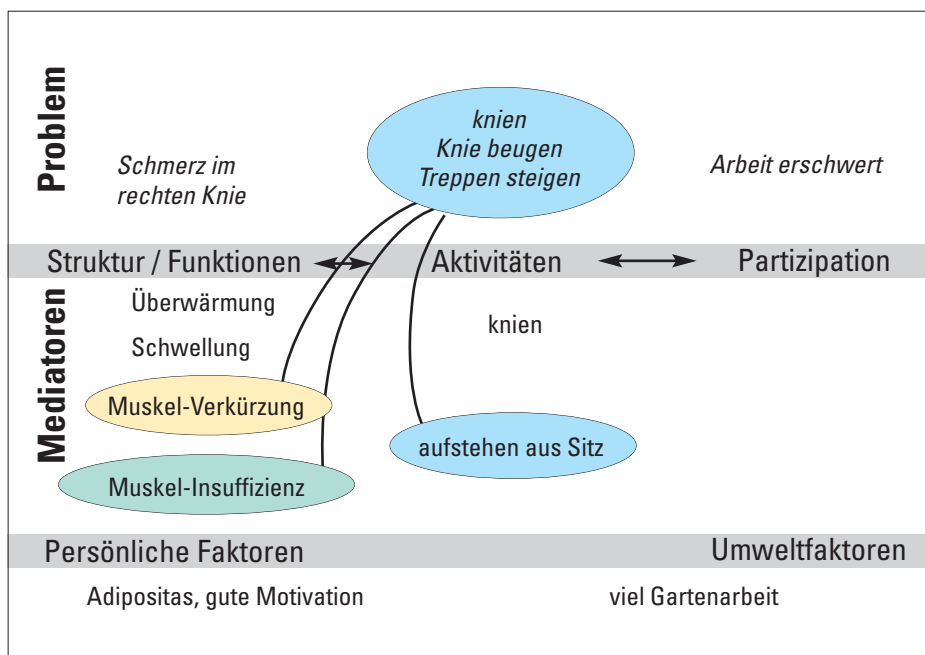 Problem
knien
Knie beugen
Treppen steigen
Schmerz im
rechten Knie
Arbeit erschwert
Struktur / Funktionen
Aktivitäten
Partizipation
Mediatoren
Überwärmung
Schwellung
knien
Muskel-Verkürzung
aufstehen aus Sitz
Muskel-Insuffizienz
Persönliche Faktoren
Umweltfaktoren
Adipositas, gute Motivation
viel Gartenarbeit